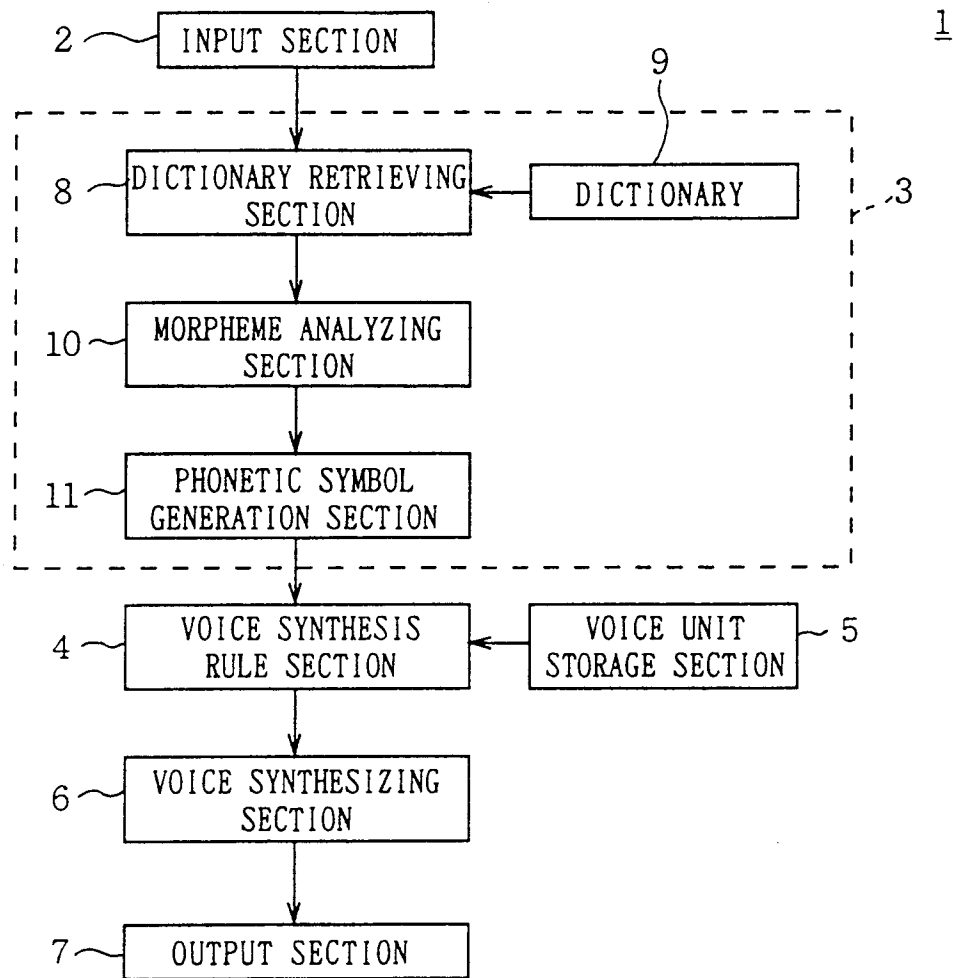 1
2
INPUT SECTION
9
8
DICTIONARY RETRIEVING
SECTION
DICTIONARY
3
10
MORPHEME ANALYZING
SECTION
11
PHONETIC SYMBOL
GENERATION SECTION
4
VOICE SYNTHESIS
RULE SECTION
VOICE UNIT
STORAGE SECTION
5
6
VOICE SYNTHESIZING
SECTION
7
OUTPUT SECTION